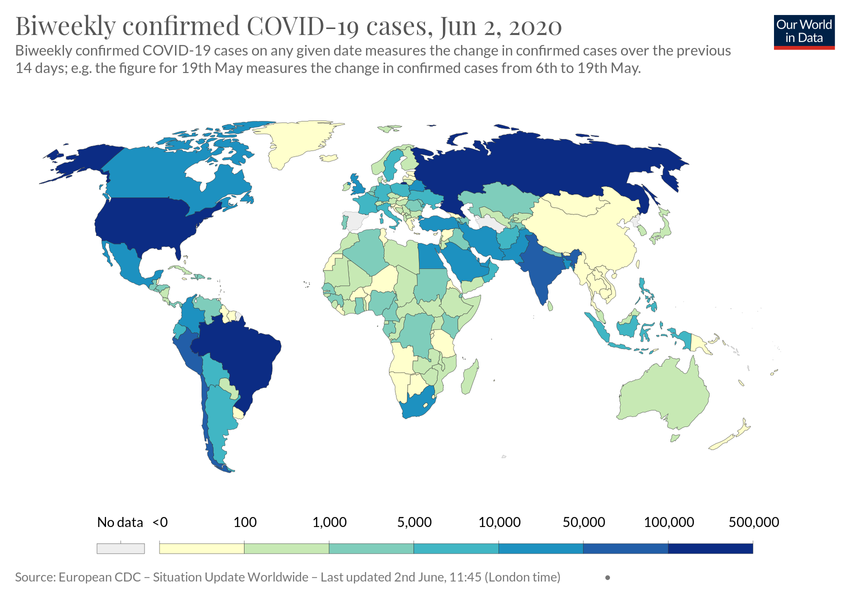 Biweekly confirmed COVID-19 cases, Jun 2, 2020
Our World
in Data
Biweekly confirmed COVID-19 cases on any given date measures the change in confirmed cases over the previous
14 days; e.g. the figure for 19th May measures the change in confirmed cases from 6th to 19th May.
No data <0 100 1,000 5,000 10,000 50,000 100,000 500,000
Source: European CDC – Situation Update Worldwide – Last updated 2nd June, 11:45 (London time) •